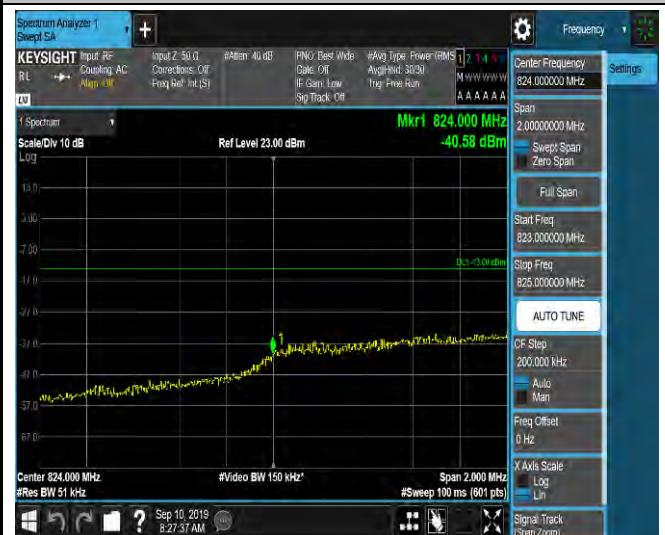 Spectrum Analyzer 1
Swept SA
+
Frequency
KEYSIGHT
RL
Input: RF
Coupling: AC
Align: Off
Input Z: 50 Ω
Corrections: Off
Freq Ref: Int (S)
#Atten: 40 dB
PNO: Best Wide
Gate: Off
IF Gain: Low
Sig Track: Off
#Avg Type: Power (RMS
Avg|Hold: 30/30
Trig: Free Run
M W W W W W
A A A A A A
1 Spectrum
Scale/Div 10 dB
Ref Level 23.00 dBm
Mkr1 824.000 MHz
-40.58 dBm
Log
13.0
3.00
-7.00
DL1 -13.00 dBm
-17.0
-27.0
-37.0
1
-47.0
-57.0
-67.0
Center 824.000 MHz
#Res BW 51 kHz
#Video BW 150 kHz*
Span 2.000 MHz
#Sweep 100 ms (601 pts)
Center Frequency
824.000000 MHz
Settings
Span
2.00000000 MHz
Swept Span
Zero Span
Full Span
Start Freq
823.000000 MHz
Stop Freq
825.000000 MHz
AUTO TUNE
CF Step
200.000 kHz
Auto
Man
Freq Offset
0 Hz
X Axis Scale
Log
Lin
Signal Track
(Span Zoom)
?
Sep 10, 2019
8:27:37 AM